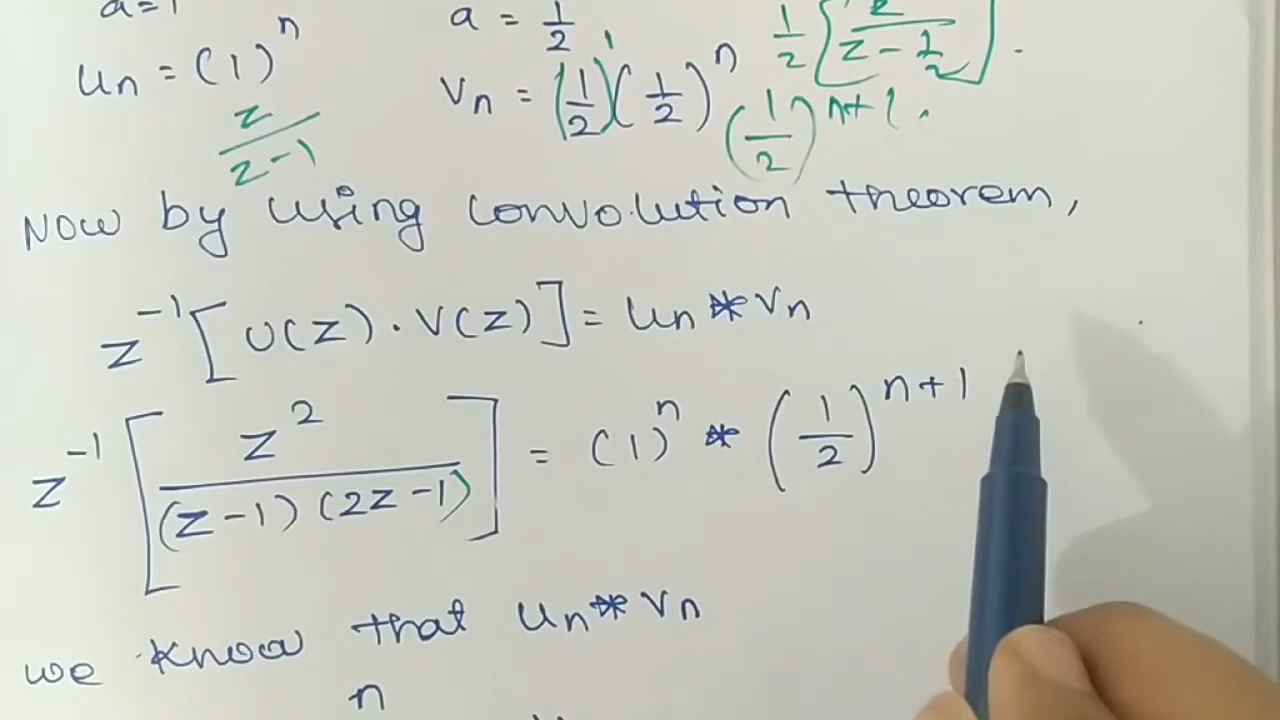 a=1 a = 1/2 1/2 [z/(z - 1/2)].
un = (1)^n vn = (1/2)^1 (1/2)^n
z/(z-1) (1/2)^(n+1).
Now by using convolution theorem,
z^-1 [U(z) . V(z)] = un * vn
z^-1 [z^2/((z-1)(2z-1))] = (1)^n * (1/2)^(n+1)
we know that un * vn
n